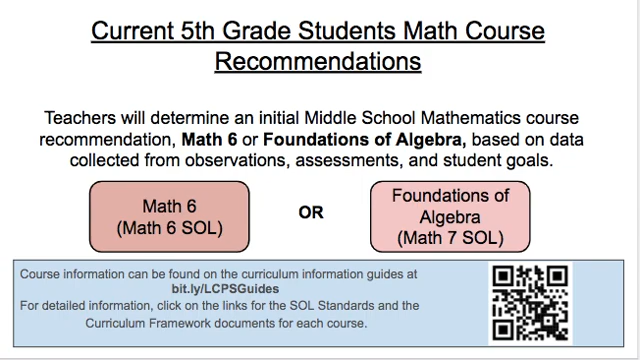 Current 5th Grade Students Math Course
Recommendations
Teachers will determine an initial Middle School Mathematics course
recommendation, Math 6 or Foundations of Algebra, based on data
collected from observations, assessments, and student goals.
Math 6
(Math 6 SOL)
OR
Foundations of
Algebra
(Math 7 SOL)
Course information can be found on the curriculum information guides at
bit.ly/LCPSGuides
For detailed information, click on the links for the SOL Standards and the
Curriculum Framework documents for each course.